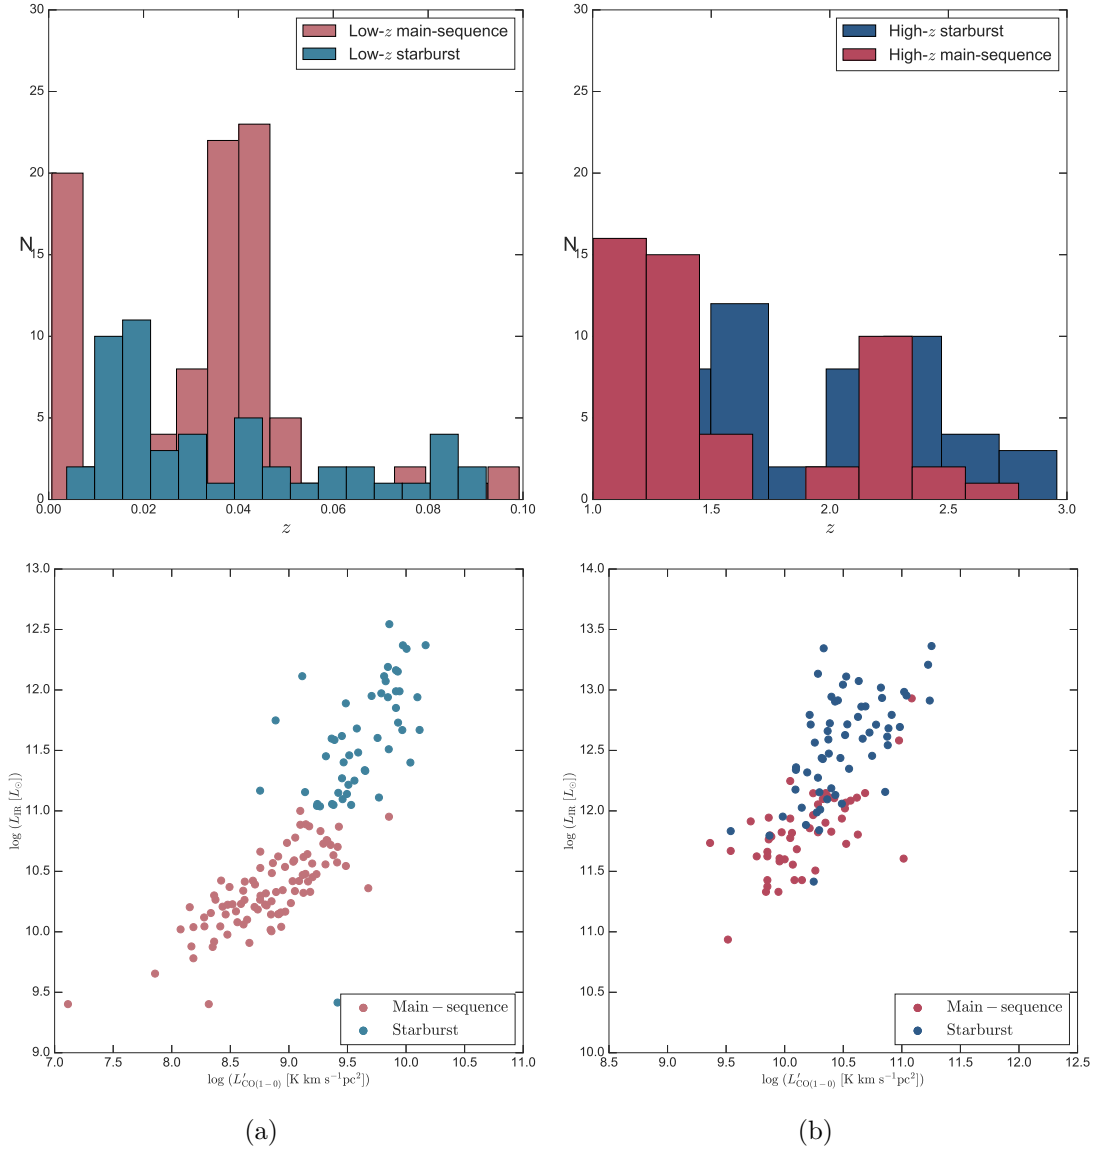 Low-z main-sequence
Low-z starburst
30
25
20
15
10
5
0
N
0.00 0.02 0.04 0.06 0.08 0.10
z
High-z starburst
High-z main-sequence
30
25
20
15
10
5
0
N
1.0 1.5 2.0 2.5 3.0
z
13.0
12.5
12.0
11.5
11.0
10.5
10.0
9.5
9.0
log (L_IR [L_⊙])
Main − sequence
Starburst
7.0 7.5 8.0 8.5 9.0 9.5 10.0 10.5 11.0
log (L′_CO(1−0) [K km s⁻¹pc²])
14.0
13.5
13.0
12.5
12.0
11.5
11.0
10.5
10.0
log (L_IR [L_⊙])
Main − sequence
Starburst
8.5 9.0 9.5 10.0 10.5 11.0 11.5 12.0 12.5
log (L′_CO(1−0) [K km s⁻¹pc²])
(a) (b)